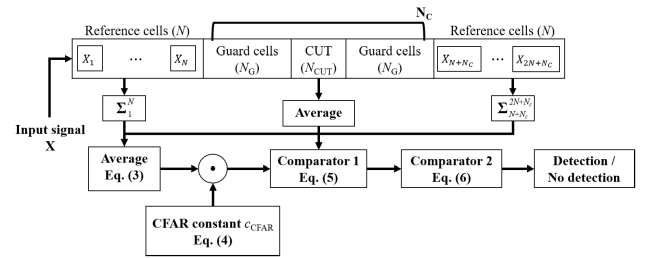 N_C
Reference cells (N)
Reference cells (N)
X_1 ... X_N
Guard cells
(N_G)
CUT
(N_CUT)
Guard cells
(N_G)
X_{N+N_C} ... X_{2N+N_C}
Σ_1^N
Average
Σ_{N+N_c}^{2N+N_c}
Input signal
X
Average
Eq. (3)
Comparator 1
Eq. (5)
Comparator 2
Eq. (6)
Detection /
No detection
CFAR constant c_CFAR
Eq. (4)